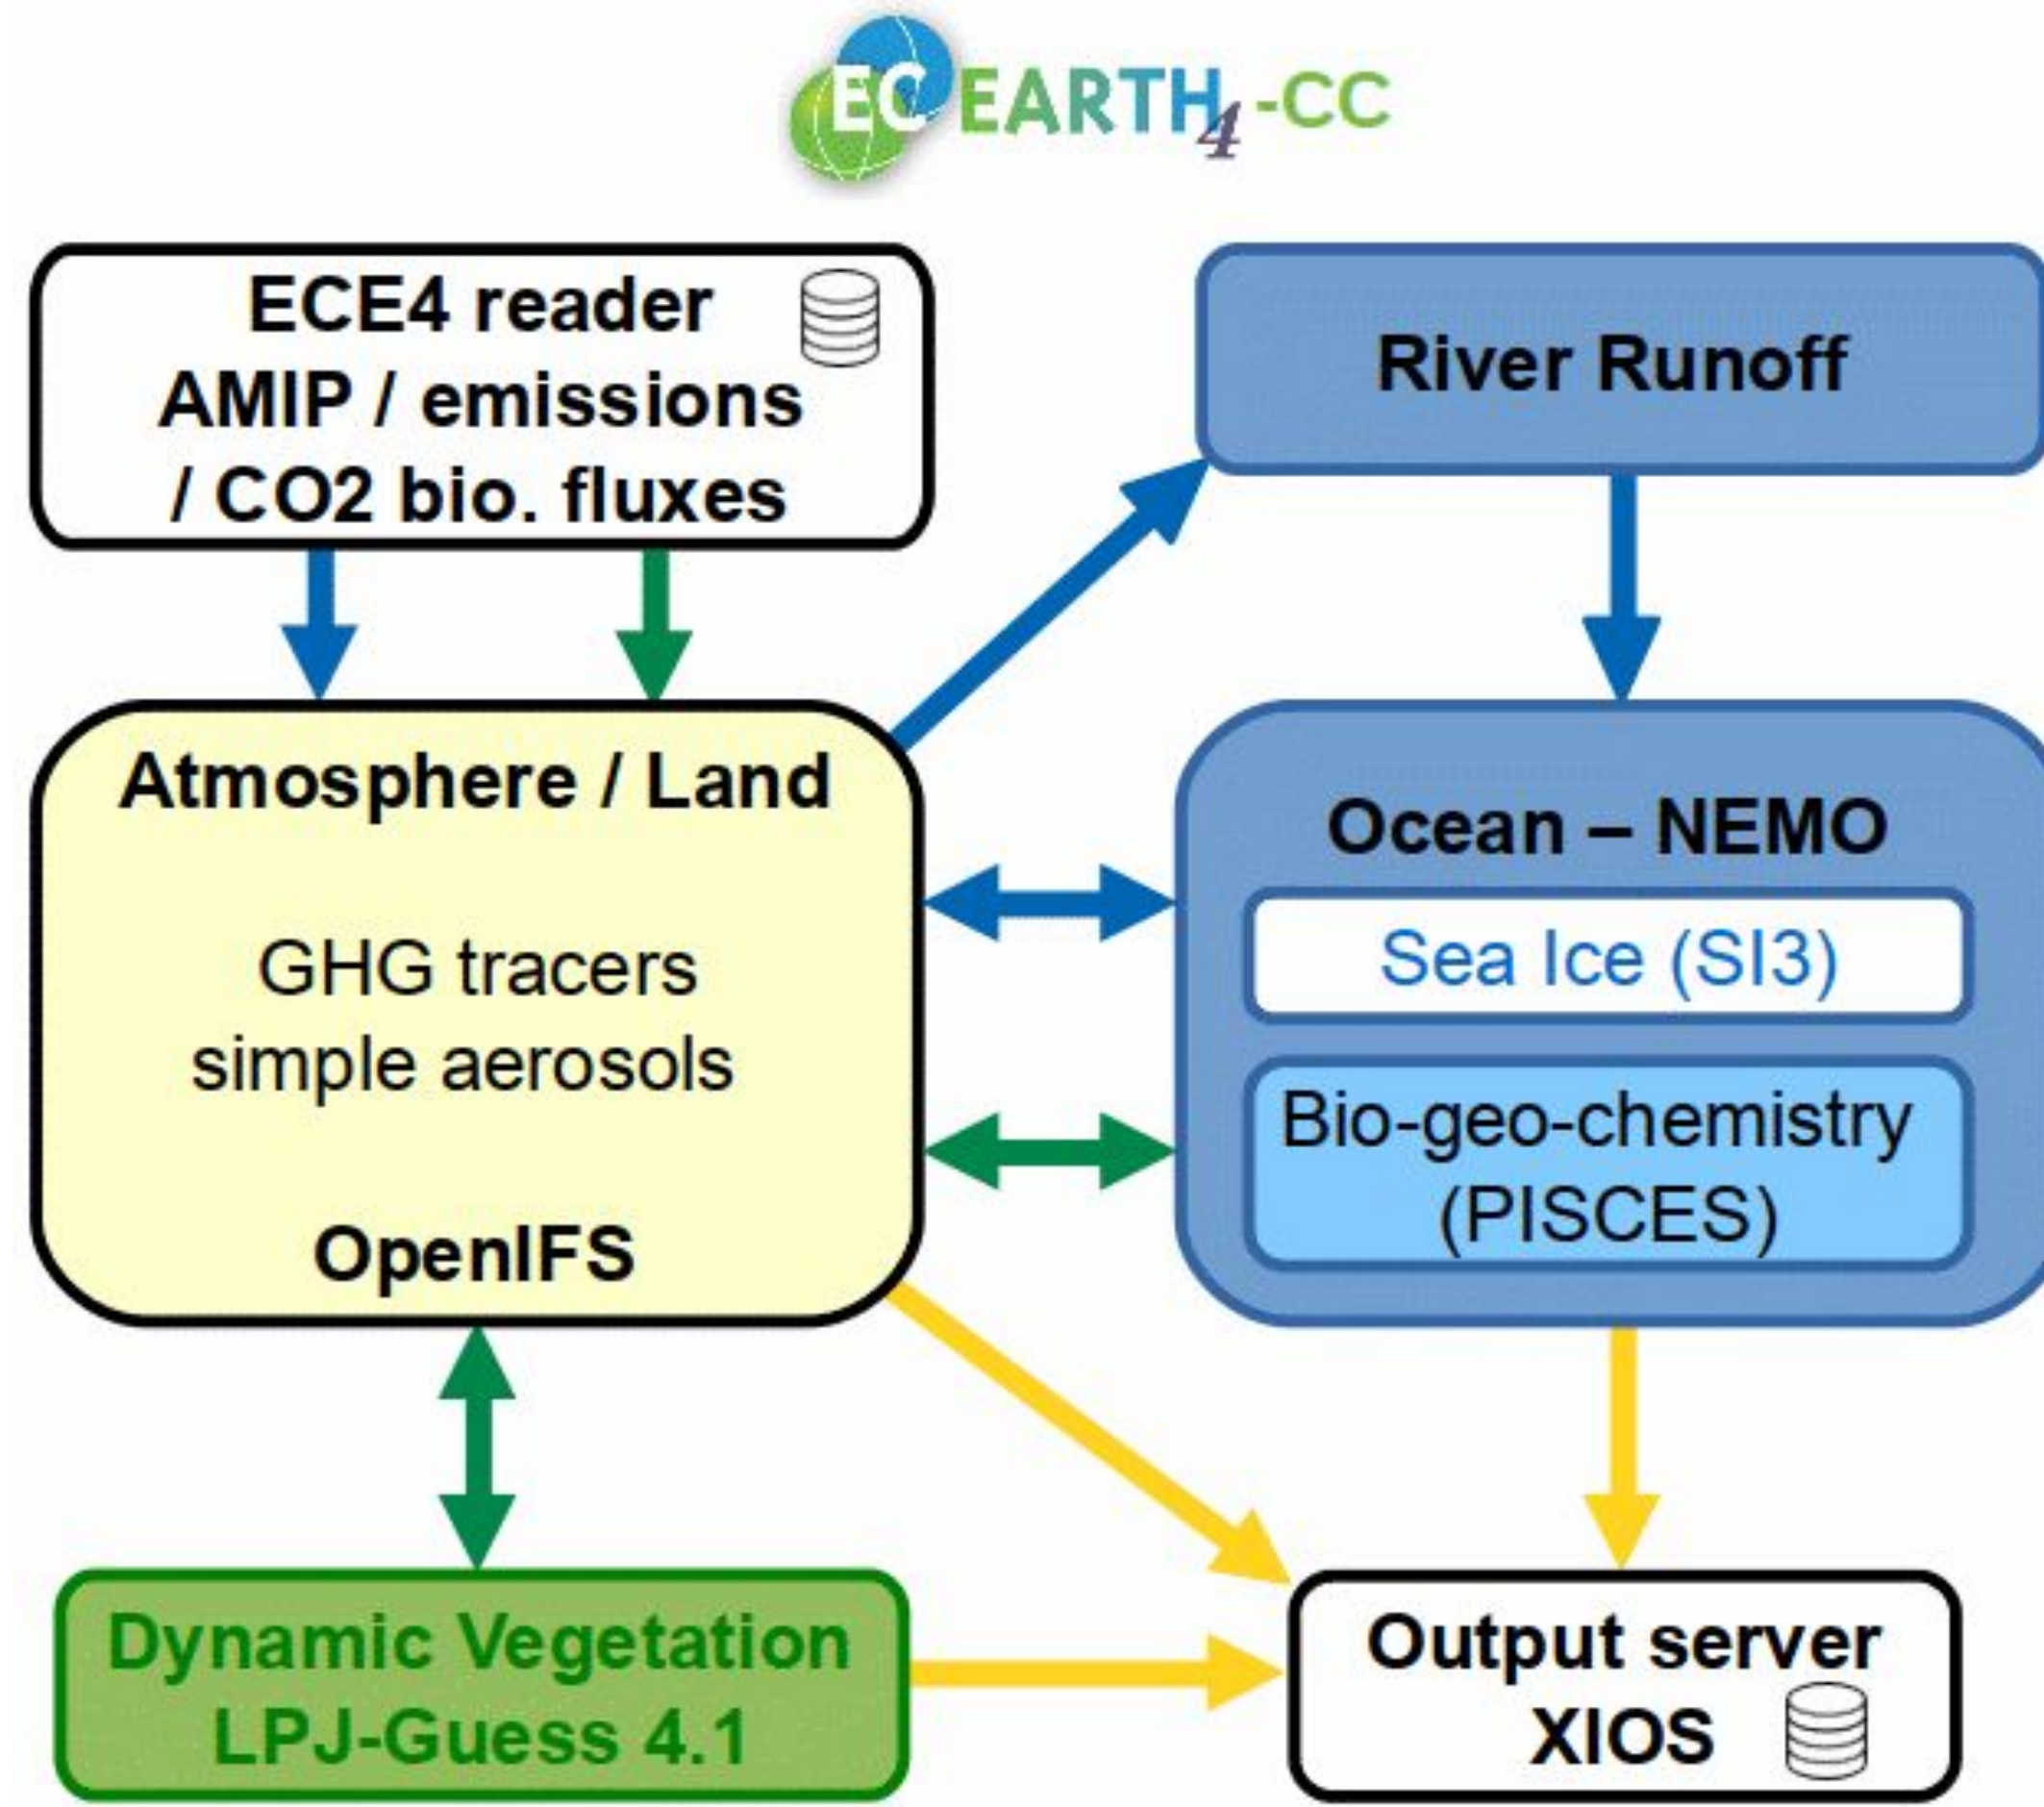 EC EARTH4-CC
ECE4 reader
AMIP / emissions
/ CO2 bio. fluxes
River Runoff
Atmosphere / Land
GHG tracers
simple aerosols
OpenIFS
Ocean – NEMO
Sea Ice (SI3)
Bio-geo-chemistry
(PISCES)
Dynamic Vegetation
LPJ-Guess 4.1
Output server
XIOS